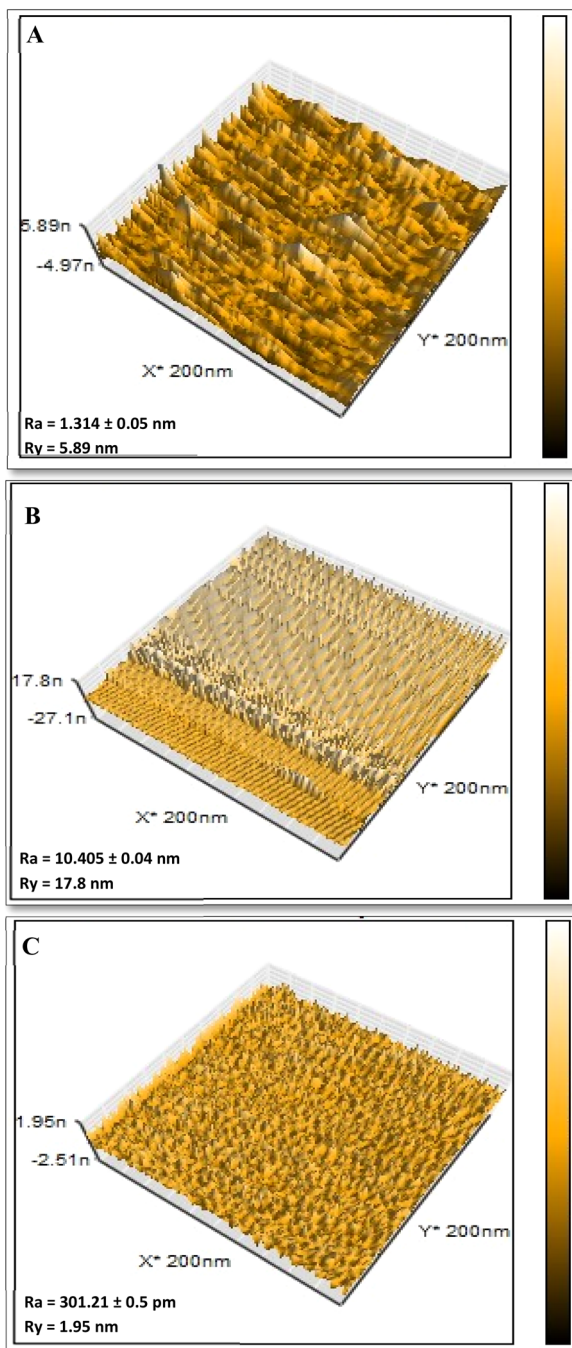 A
5.89n
-4.97n
X* 200nm
Y* 200nm
Ra = 1.314 ± 0.05 nm
Ry = 5.89 nm
B
17.8n
-27.1n
X* 200nm
Y* 200nm
Ra = 10.405 ± 0.04 nm
Ry = 17.8 nm
C
1.95n
-2.51n
X* 200nm
Y* 200nm
Ra = 301.21 ± 0.5 pm
Ry = 1.95 nm